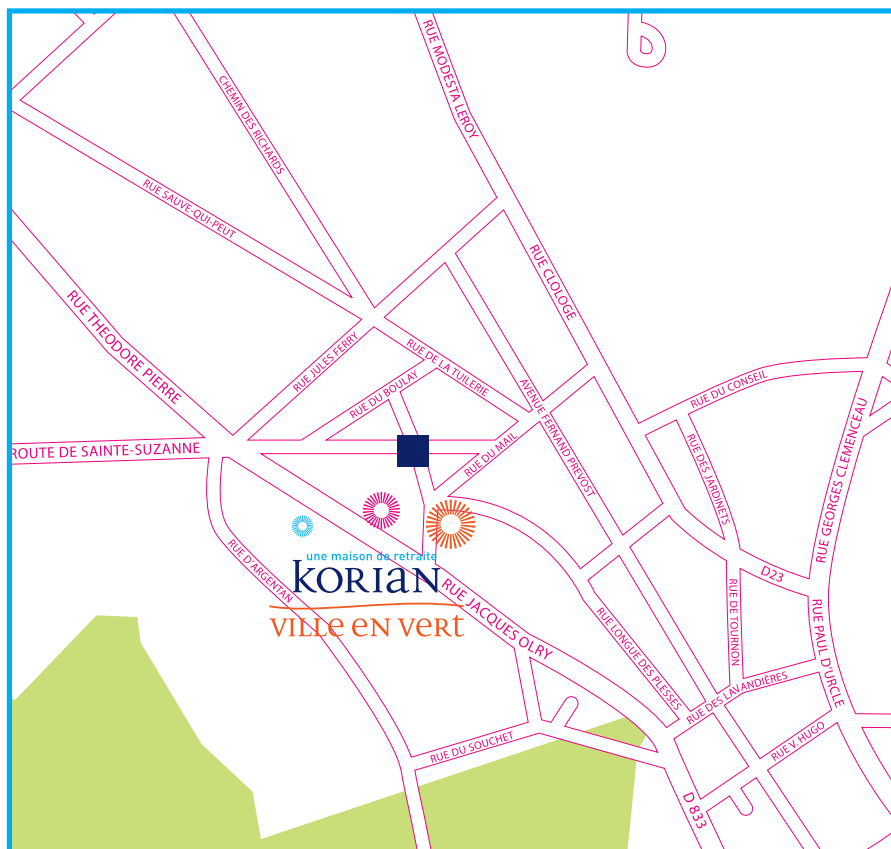 RUE MODESTA LEROY
CHEMIN DES RICHARDS
RUE SAUVE-QUI-PEUT
RUE CLOLOGE
RUE THEODORE PIERRE
RUE JULES FERRY
RUE DE LA TUILERIE
RUE DU BOULAY
AVENUE FERNAND PREVOST
RUE DU CONSEIL
RUE GEORGES CLEMENCEAU
ROUTE DE SAINTE-SUZANNE
RUE DU MAIL
RUE DES JARDINETS
RUE D'ARGENTAN
une maison de retraite
KORIAN
VILLE EN VERT
RUE JACQUES OLRY
D23
RUE DE TOURNON
RUE PAUL D'URCLE
RUE LONGUE DES PLESSES
RUE DES LAVANDIÈRES
RUE DU SOUCHET
RUE V. HUGO
D 833